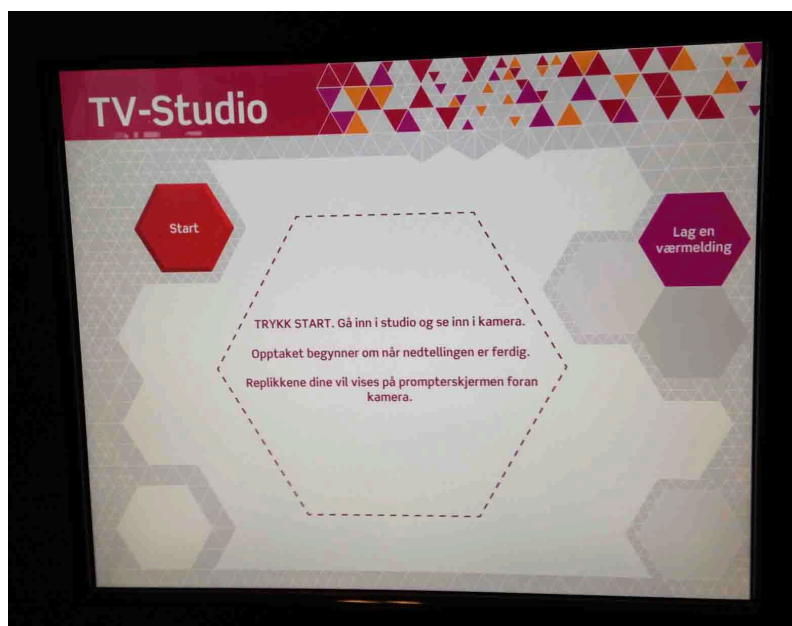 TV-Studio
Start
Lag en
værmelding
TRYKK START. Gå inn i studio og se inn i kamera.
Opptaket begynner om når nedtellingen er ferdig.
Replikkene dine vil vises på prompterskjermen foran
kamera.